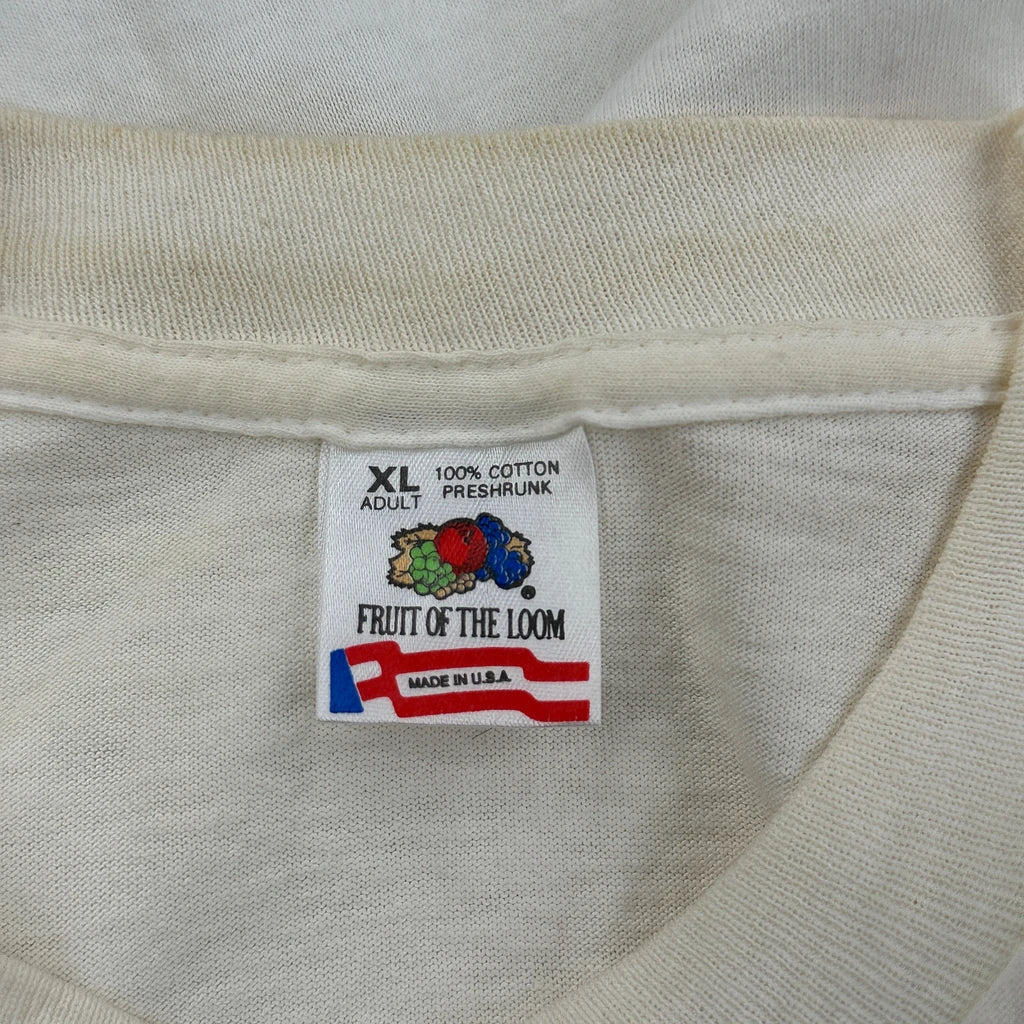 XL 100% COTTON
ADULT PRESHRUNK
FRUIT OF THE LOOM
MADE IN U.S.A.